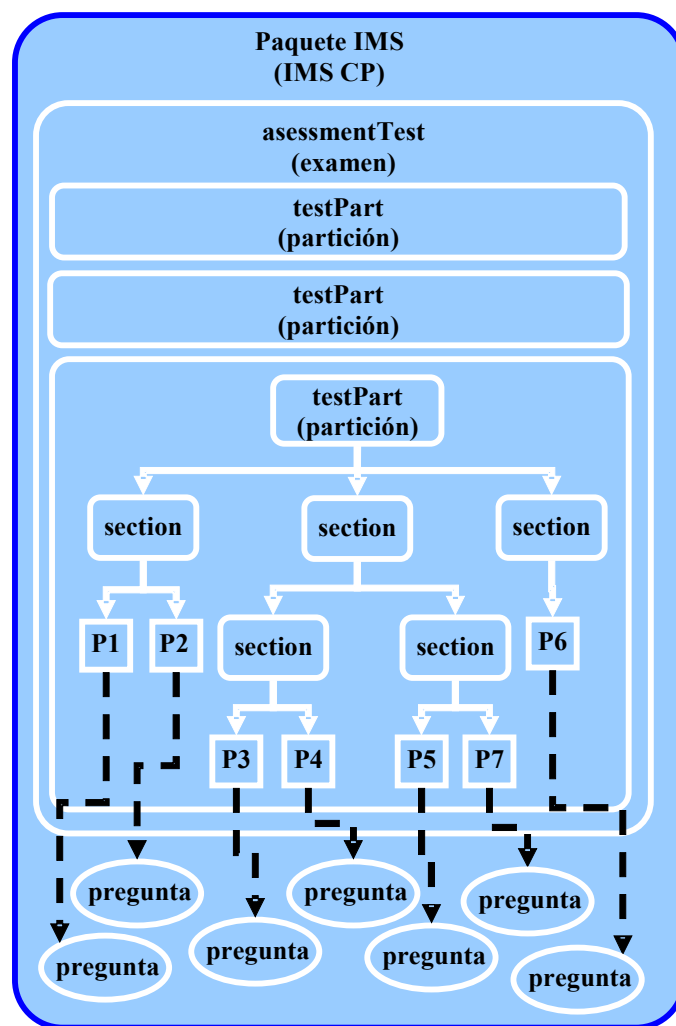 Paquete IMS
(IMS CP)
asessmentTest
(examen)
testPart
(partición)
testPart
(partición)
testPart
(partición)
section
section
section
P1
P2
section
section
P6
P3
P4
P5
P7
pregunta
pregunta
pregunta
pregunta
pregunta
pregunta
pregunta